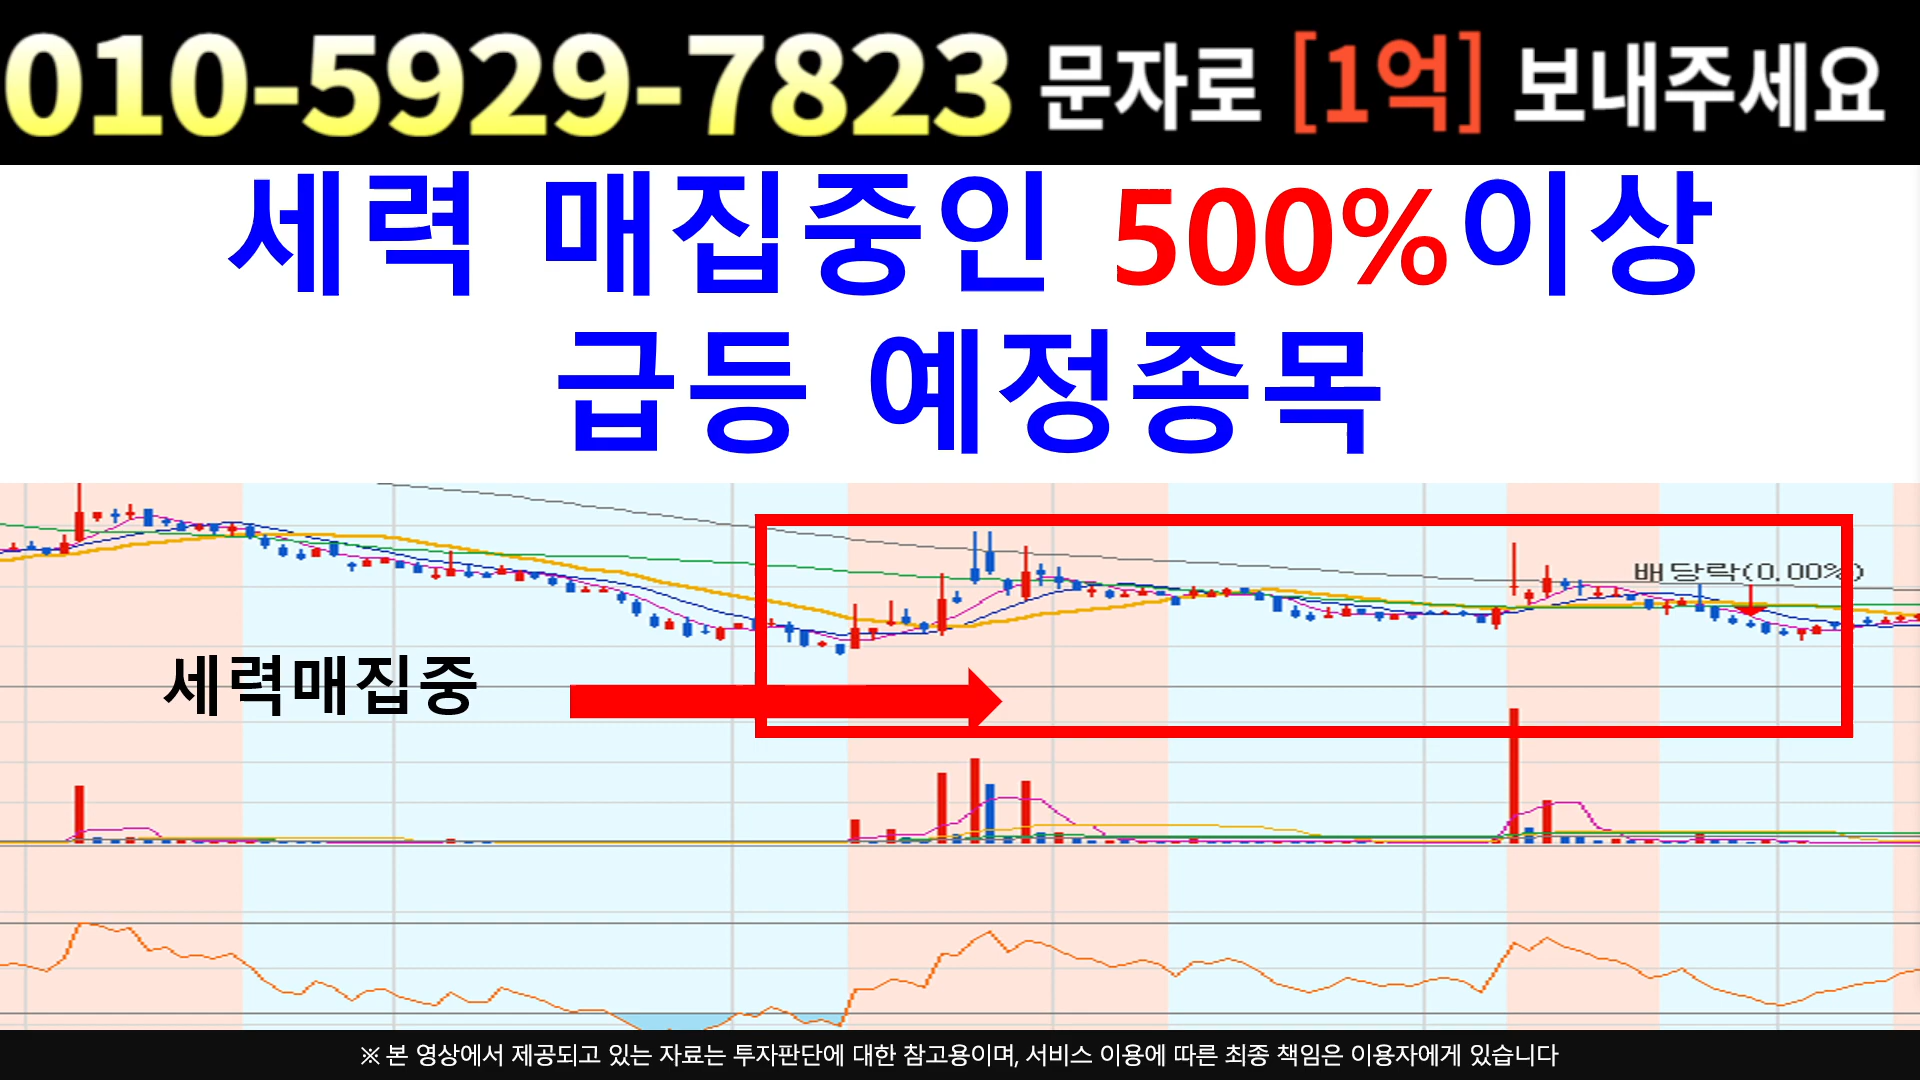 010-5929-7823 문자로 [1억] 보내주세요
세력 매집중인 500%이상
급등 예정종목
배당락(0.00%)
세력매집중
※ 본 영상에서 제공되고 있는 자료는 투자판단에 대한 참고용이며, 서비스 이용에 따른 최종 책임은 이용자에게 있습니다